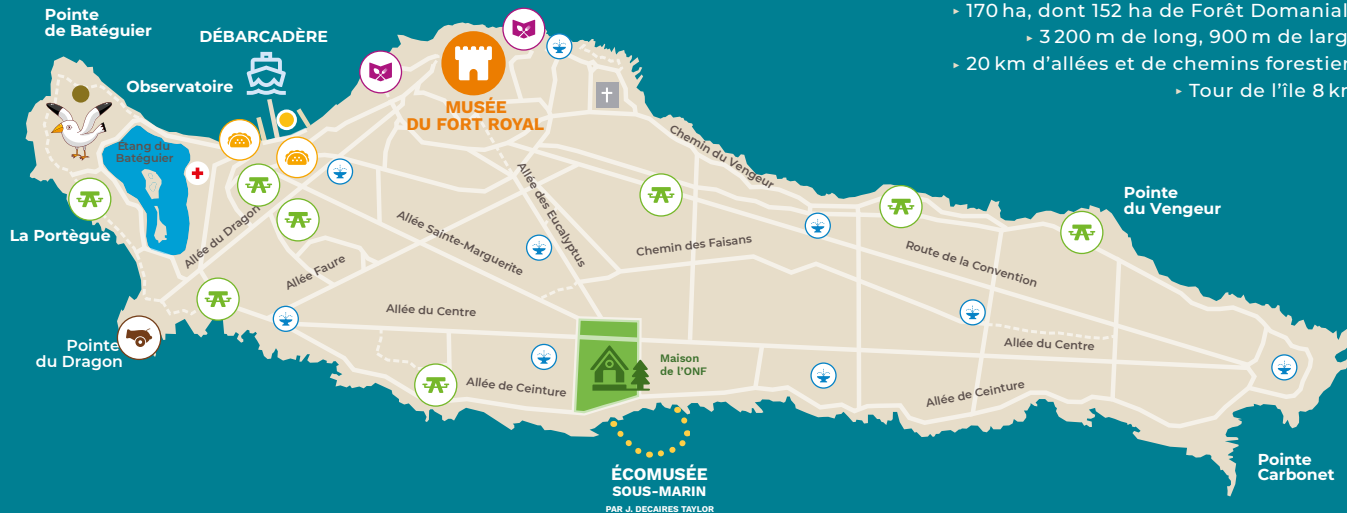 Pointe
de Batéguier
DÉBARCADÈRE
Observatoire
▸ 170 ha, dont 152 ha de Forêt Domanial
▸ 3 200 m de long, 900 m de larg
▸ 20 km d'allées et de chemins forestier
▸ Tour de l'île 8 k
MUSÉE
DU FORT ROYAL
Étang du
Batéguier
Chemin du Vengeur
Pointe
du Vengeur
La Portègue
Allée du Dragon
Allée des Eucalyptus
Allée Sainte-Marguerite
Chemin des Faisans
Route de la Convention
Allée Faure
Allée du Centre
Pointe
du Dragon
Maison
de l'ONF
Allée du Centre
Allée de Ceinture
Allée de Ceinture
ÉCOMUSÉE
SOUS-MARIN
PAR J. DECAIRES TAYLOR
Pointe
Carbonet